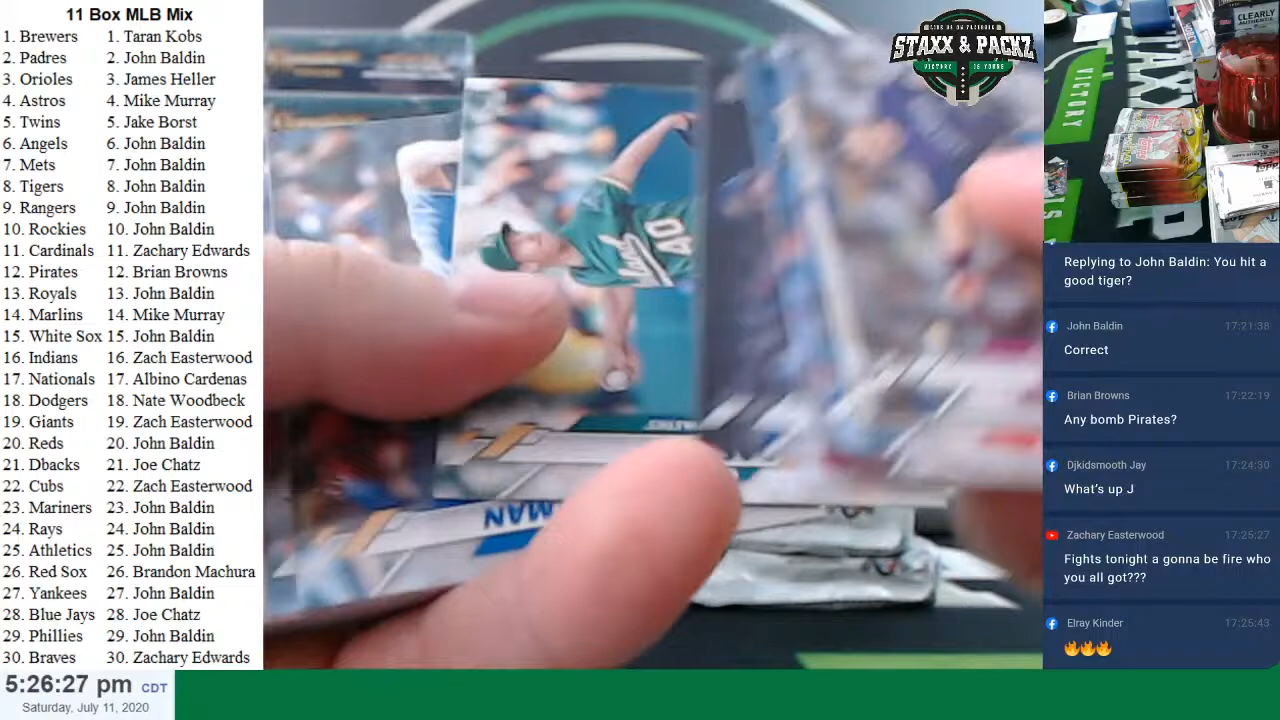 11 Box MLB Mix
1. Brewers 1. Taran Kobs
2. Padres 2. John Baldin
3. Orioles 3. James Heller
4. Astros 4. Mike Murray
5. Twins 5. Jake Borst
6. Angels 6. John Baldin
7. Mets 7. John Baldin
8. Tigers 8. John Baldin
9. Rangers 9. John Baldin
10. Rockies 10. John Baldin
11. Cardinals 11. Zachary Edwards
12. Pirates 12. Brian Browns
13. Royals 13. John Baldin
14. Marlins 14. Mike Murray
15. White Sox 15. John Baldin
16. Indians 16. Zach Easterwood
17. Nationals 17. Albino Cardenas
18. Dodgers 18. Nate Woodbeck
19. Giants 19. Zach Easterwood
20. Reds 20. John Baldin
21. Dbacks 21. Joe Chatz
22. Cubs 22. Zach Easterwood
23. Mariners 23. John Baldin
24. Rays 24. John Baldin
25. Athletics 25. John Baldin
26. Red Sox 26. Brandon Machura
27. Yankees 27. John Baldin
28. Blue Jays 28. Joe Chatz
29. Phillies 29. John Baldin
30. Braves 30. Zachary Edwards
5:26:27 pm CDT
Saturday, July 11, 2020
40
STAXX & PACKZ
VICTORY IS YOURS
CLEARLY
VICTORY
Replying to John Baldin: You hit a
good tiger?
John Baldin 17:21:38
Correct
Brian Browns 17:22:19
Any bomb Pirates?
Djkidsmooth Jay 17:24:30
What's up J
Zachary Easterwood 17:25:27
Fights tonight a gonna be fire who
you all got???
Elray Kinder 17:25:43
🔥🔥🔥